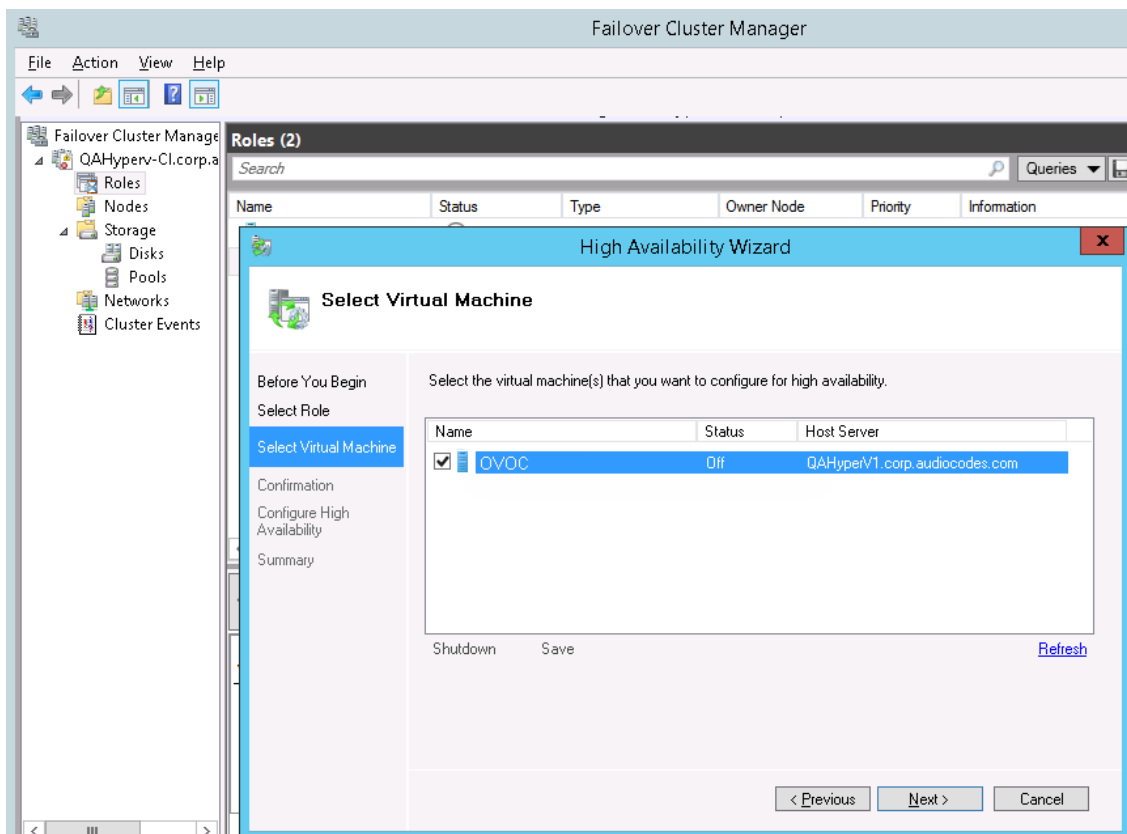 Failover Cluster Manager
File Action View Help
Failover Cluster Manage
QAHyperv-Cl.corp.a
Roles
Nodes
Storage
Disks
Pools
Networks
Cluster Events
Roles (2)
Search
Queries
Name Status Type Owner Node Priority Information
High Availability Wizard
x
Select Virtual Machine
Before You Begin
Select Role
Select Virtual Machine
Confirmation
Configure High
Availability
Summary
Select the virtual machine(s) that you want to configure for high availability.
Name Status Host Server
OVOC Off QAHyperV1.corp.audiocodes.com
Shutdown Save Refresh
< Previous Next > Cancel